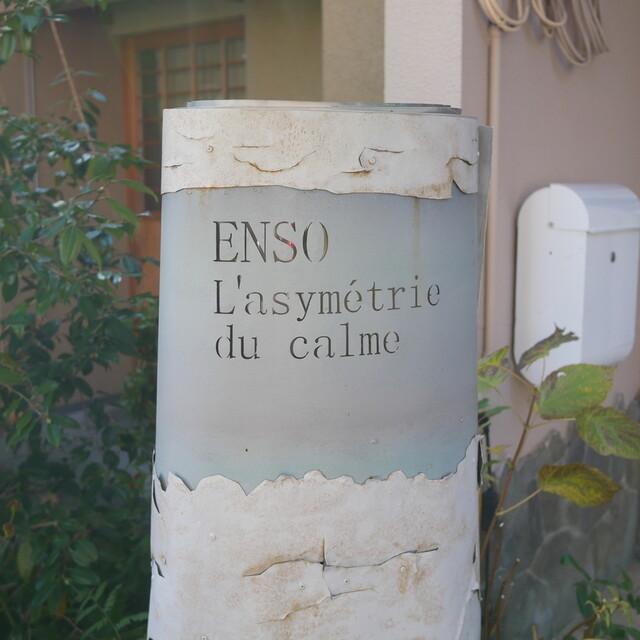 ENSO
L'asymétrie
du calme